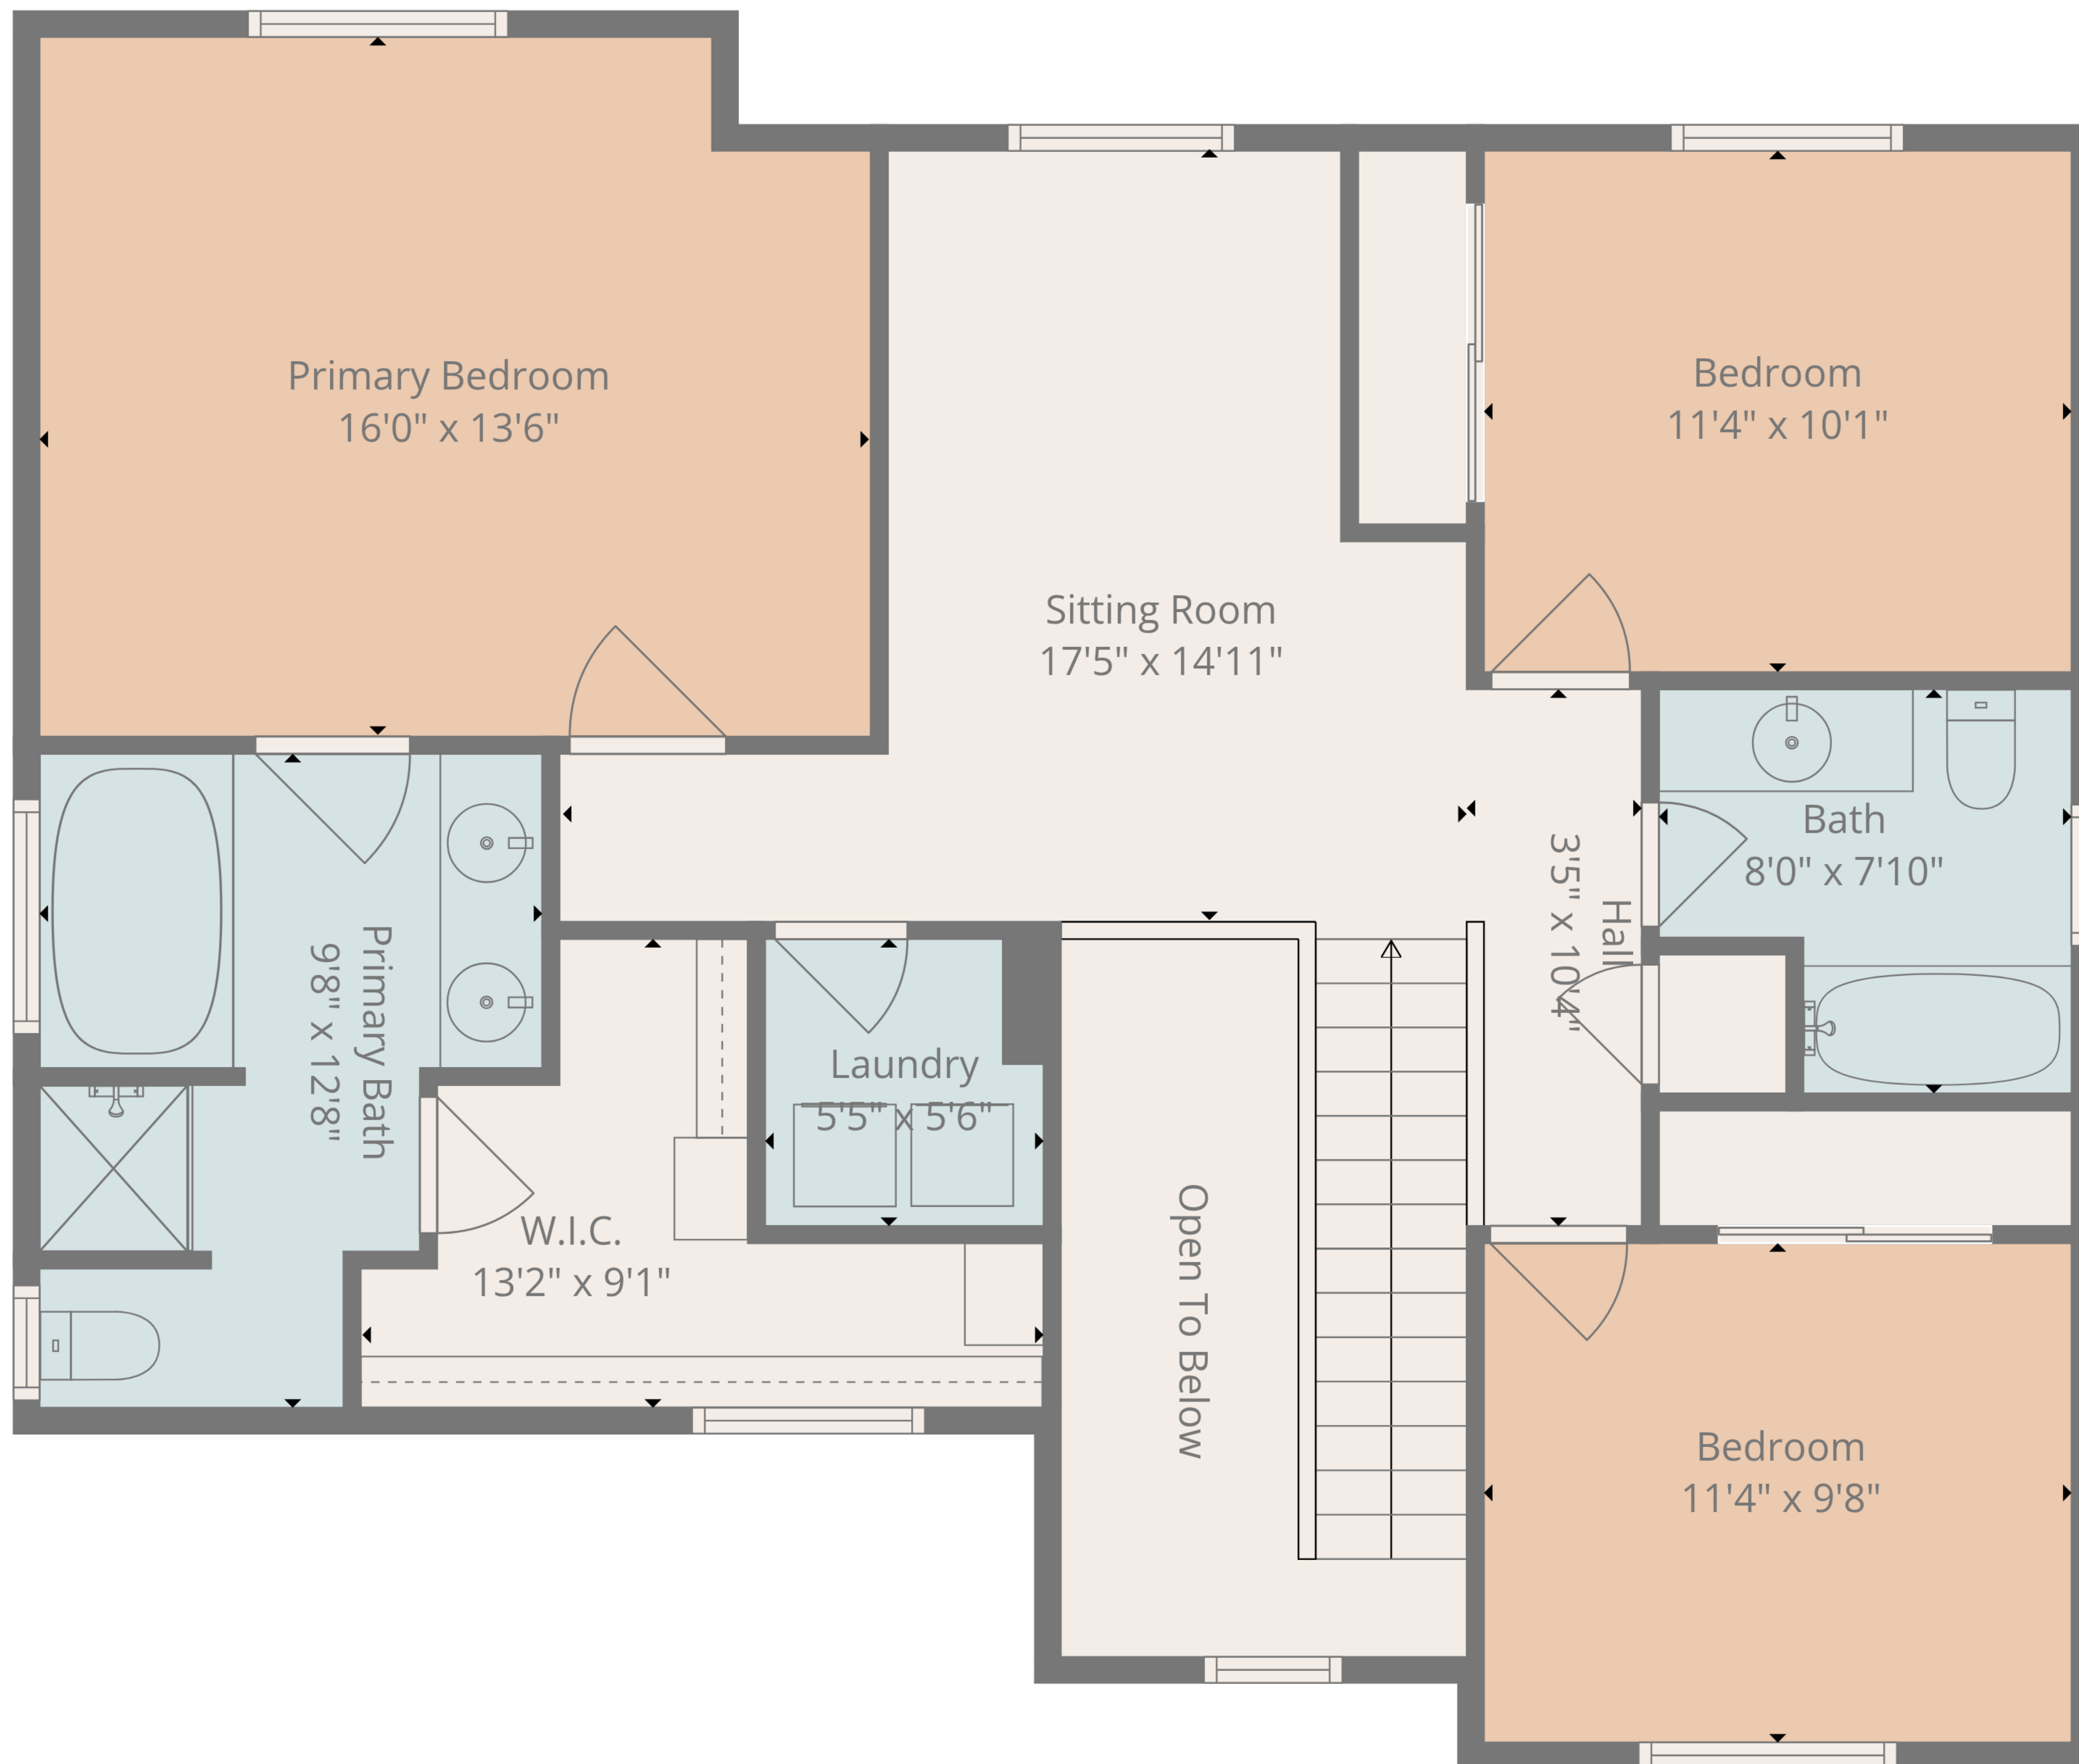 Primary Bedroom
16'0" x 13'6"
Bedroom
11'4" x 10'1"
Sitting Room
17'5" x 14'11"
Bath
8'0" x 7'10"
Hall
3'5" x 10'4"
Primary Bath
9'8" x 12'8"
Laundry
5'5" x 5'6"
W.I.C.
13'2" x 9'1"
Open To Below
Bedroom
11'4" x 9'8"